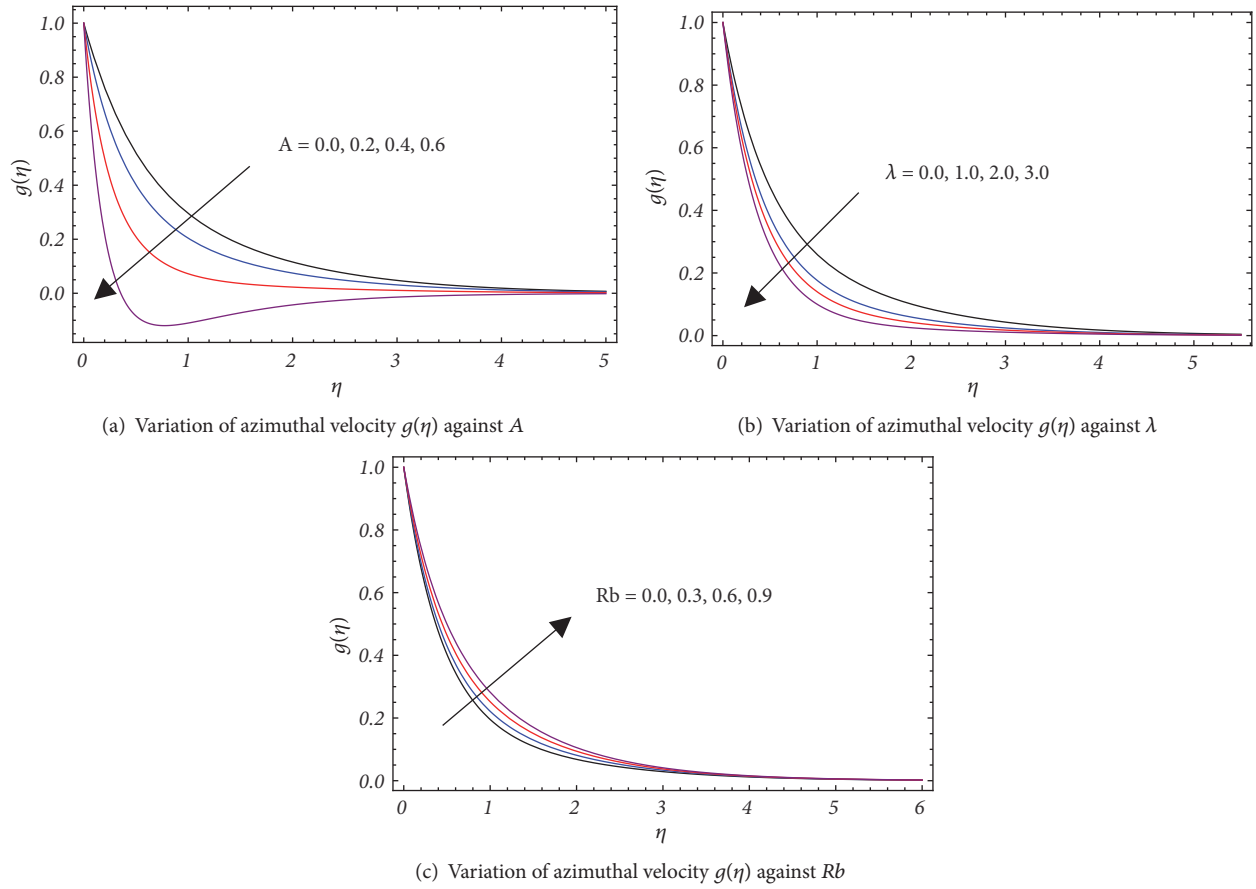 1.0
0.8
0.6
0.4
0.2
0.0
g(η)
A = 0.0, 0.2, 0.4, 0.6
0 1 2 3 4 5
η
(a) Variation of azimuthal velocity g(η) against A
1.0
0.8
0.6
0.4
0.2
0.0
g(η)
λ = 0.0, 1.0, 2.0, 3.0
0 1 2 3 4 5
η
(b) Variation of azimuthal velocity g(η) against λ
1.0
0.8
0.6
0.4
0.2
0.0
g(η)
Rb = 0.0, 0.3, 0.6, 0.9
0 1 2 3 4 5 6
η
(c) Variation of azimuthal velocity g(η) against Rb